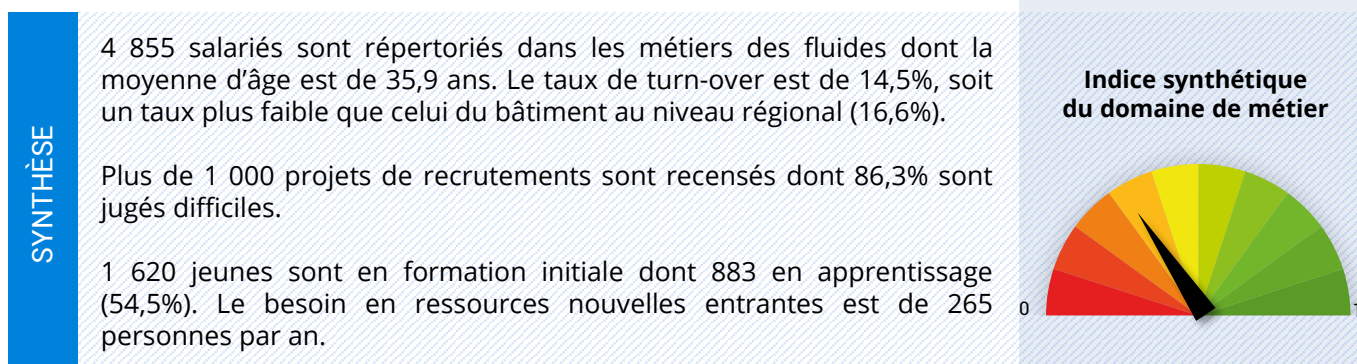 SYNTHÈSE
4 855 salariés sont répertoriés dans les métiers des fluides dont la
moyenne d’âge est de 35,9 ans. Le taux de turn-over est de 14,5%, soit
un taux plus faible que celui du bâtiment au niveau régional (16,6%).
Plus de 1 000 projets de recrutements sont recensés dont 86,3% sont
jugés difficiles.
1 620 jeunes sont en formation initiale dont 883 en apprentissage
(54,5%). Le besoin en ressources nouvelles entrantes est de 265
personnes par an.
Indice synthétique
du domaine de métier
0